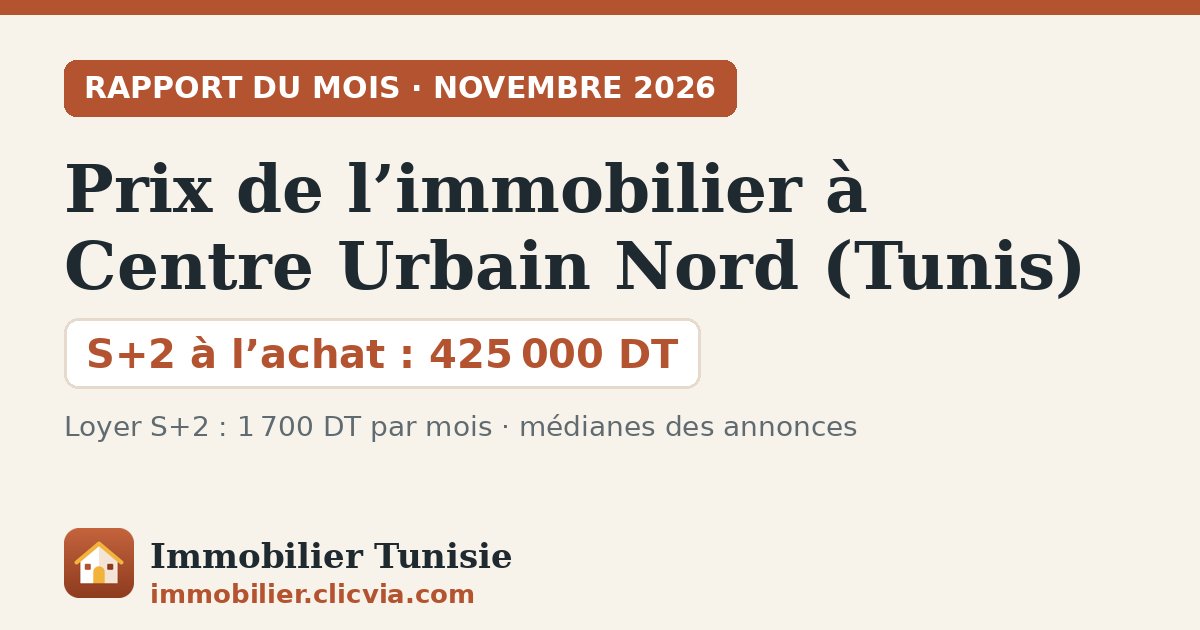 RAPPORT DU MOIS · NOVEMBRE 2026
Prix de l’immobilier à
Centre Urbain Nord (Tunis)
S+2 à l’achat : 425 000 DT
Loyer S+2 : 1 700 DT par mois · médianes des annonces
Immobilier Tunisie
immobilier.clicvia.com